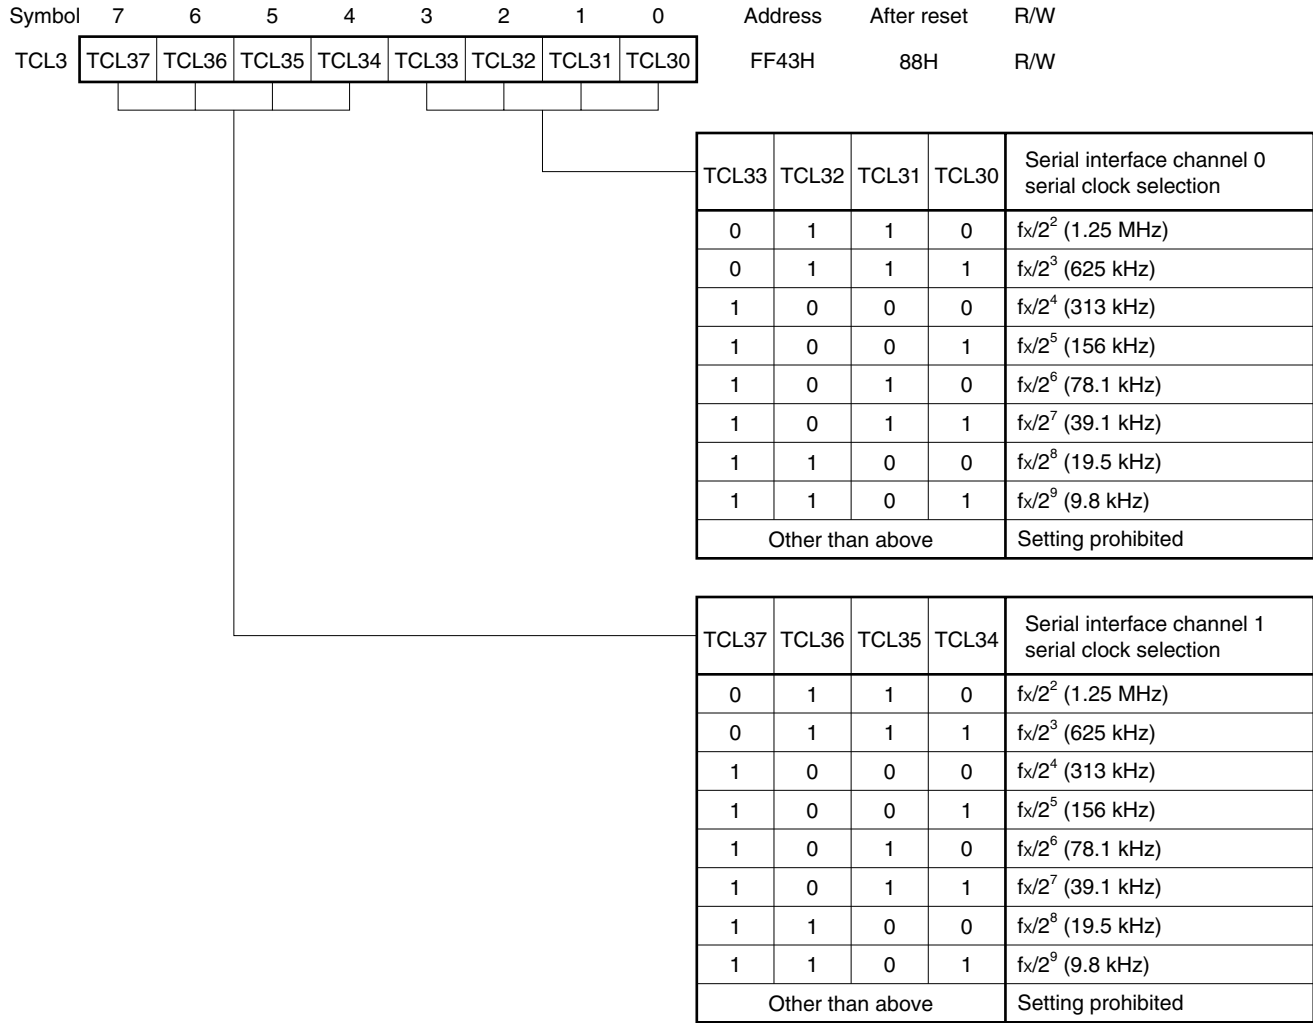 Symbol 7 6 5 4 3 2 1 0 Address After reset R/W
TCL3 TCL37 TCL36 TCL35 TCL34 TCL33 TCL32 TCL31 TCL30 FF43H 88H R/W
TCL33 TCL32 TCL31 TCL30 Serial interface channel 0
serial clock selection
0 1 1 0 fx/2² (1.25 MHz)
0 1 1 1 fx/2³ (625 kHz)
1 0 0 0 fx/2⁴ (313 kHz)
1 0 0 1 fx/2⁵ (156 kHz)
1 0 1 0 fx/2⁶ (78.1 kHz)
1 0 1 1 fx/2⁷ (39.1 kHz)
1 1 0 0 fx/2⁸ (19.5 kHz)
1 1 0 1 fx/2⁹ (9.8 kHz)
Other than above Setting prohibited
TCL37 TCL36 TCL35 TCL34 Serial interface channel 1
serial clock selection
0 1 1 0 fx/2² (1.25 MHz)
0 1 1 1 fx/2³ (625 kHz)
1 0 0 0 fx/2⁴ (313 kHz)
1 0 0 1 fx/2⁵ (156 kHz)
1 0 1 0 fx/2⁶ (78.1 kHz)
1 0 1 1 fx/2⁷ (39.1 kHz)
1 1 0 0 fx/2⁸ (19.5 kHz)
1 1 0 1 fx/2⁹ (9.8 kHz)
Other than above Setting prohibited